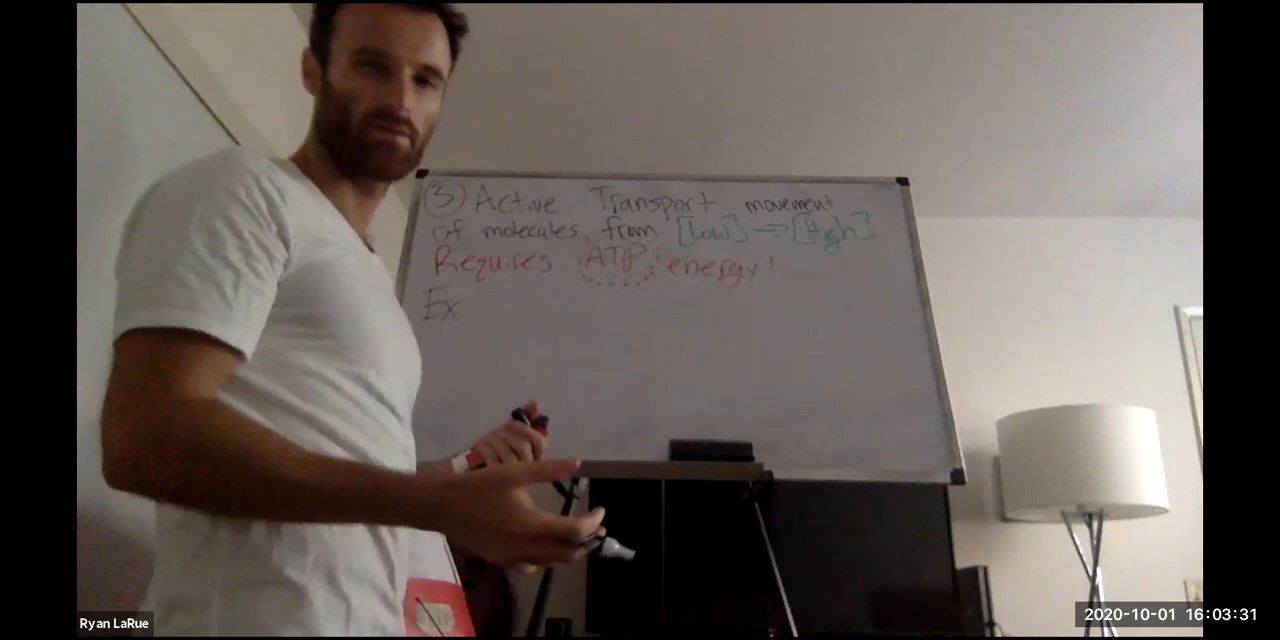 ③ Active Transport movement
of molecules from [Low] → [High]
Requires ATP energy!
Ex
Ryan LaRue
2020-10-01 16:03:31